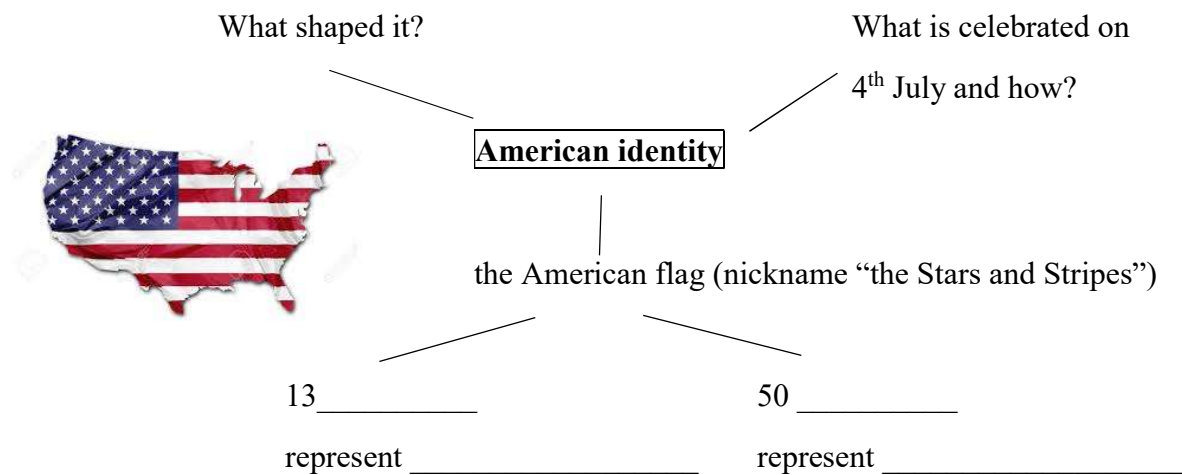 What shaped it?
What is celebrated on
4th July and how?
American identity
the American flag (nickname “the Stars and Stripes”)
13__________
50 __________
represent __________________
represent ___________________